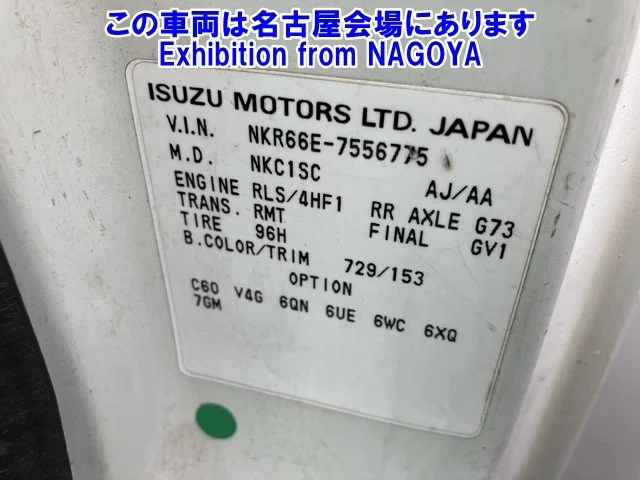 この車両は名古屋会場にあります
Exhibition from NAGOYA
ISUZU MOTORS LTD. JAPAN
V.I.N. NKR66E-7556775
M.D. NKC1SC AJ/AA
ENGINE RLS/4HF1 RR AXLE G73
TRANS. RMT FINAL GV1
TIRE 96H
B.COLOR/TRIM 729/153
OPTION
C60 V4G 6QN 6UE 6WC 6XQ
7GM